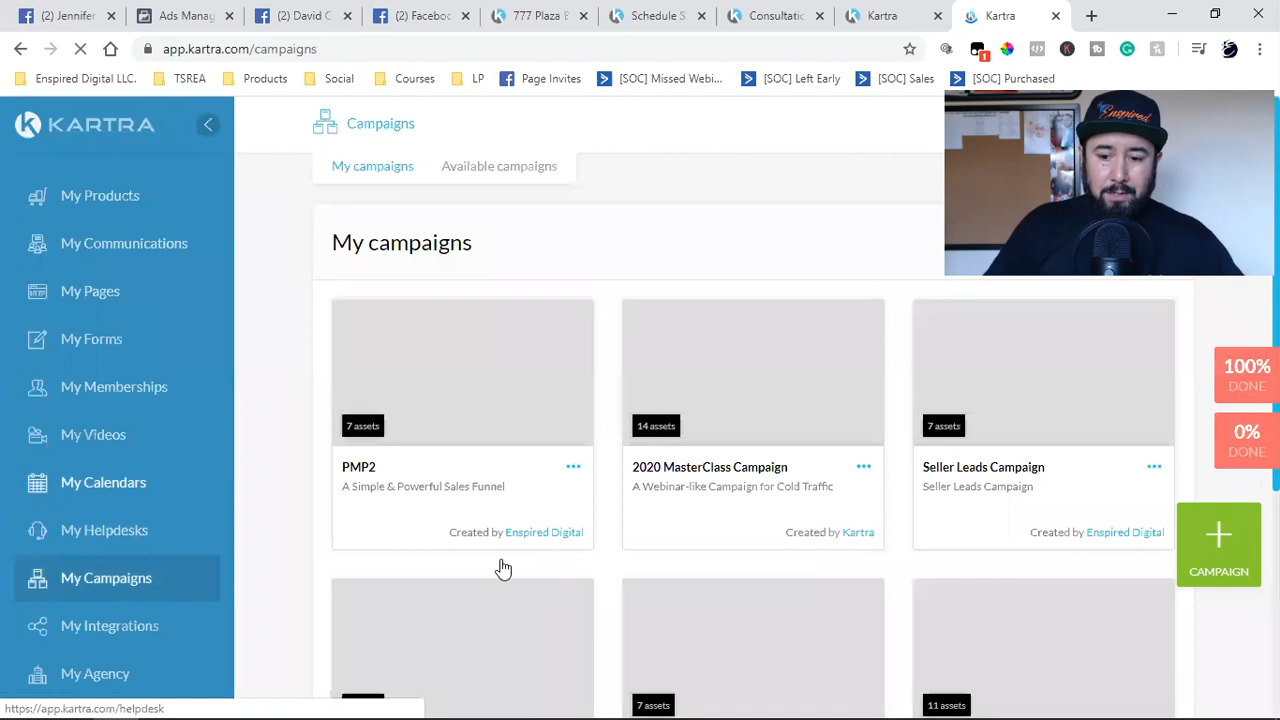 (2) Jennifer
Ads Manag
(2) David C
(2) Faceboo
777 Plaza B
Schedule S
Consultatic
Kartra
Kartra
app.kartra.com/campaigns
1
Enspired Digital LLC.
TSREA
Products
Social
Courses
LP
Page Invites
[SOC] Missed Webi...
[SOC] Left Early
[SOC] Sales
[SOC] Purchased
KARTRA
Campaigns
My campaigns
Available campaigns
Enspired
My Products
My Communications
My Pages
My Forms
My Memberships
My Videos
My Calendars
My Helpdesks
My Campaigns
My Integrations
My Agency
My campaigns
7 assets
PMP2
A Simple & Powerful Sales Funnel
Created by Enspired Digital
14 assets
2020 MasterClass Campaign
A Webinar-like Campaign for Cold Traffic
Created by Kartra
7 assets
Seller Leads Campaign
Seller Leads Campaign
Created by Enspired Digital
100%
DONE
0%
DONE
CAMPAIGN
7 assets
11 assets
https://app.kartra.com/helpdesk